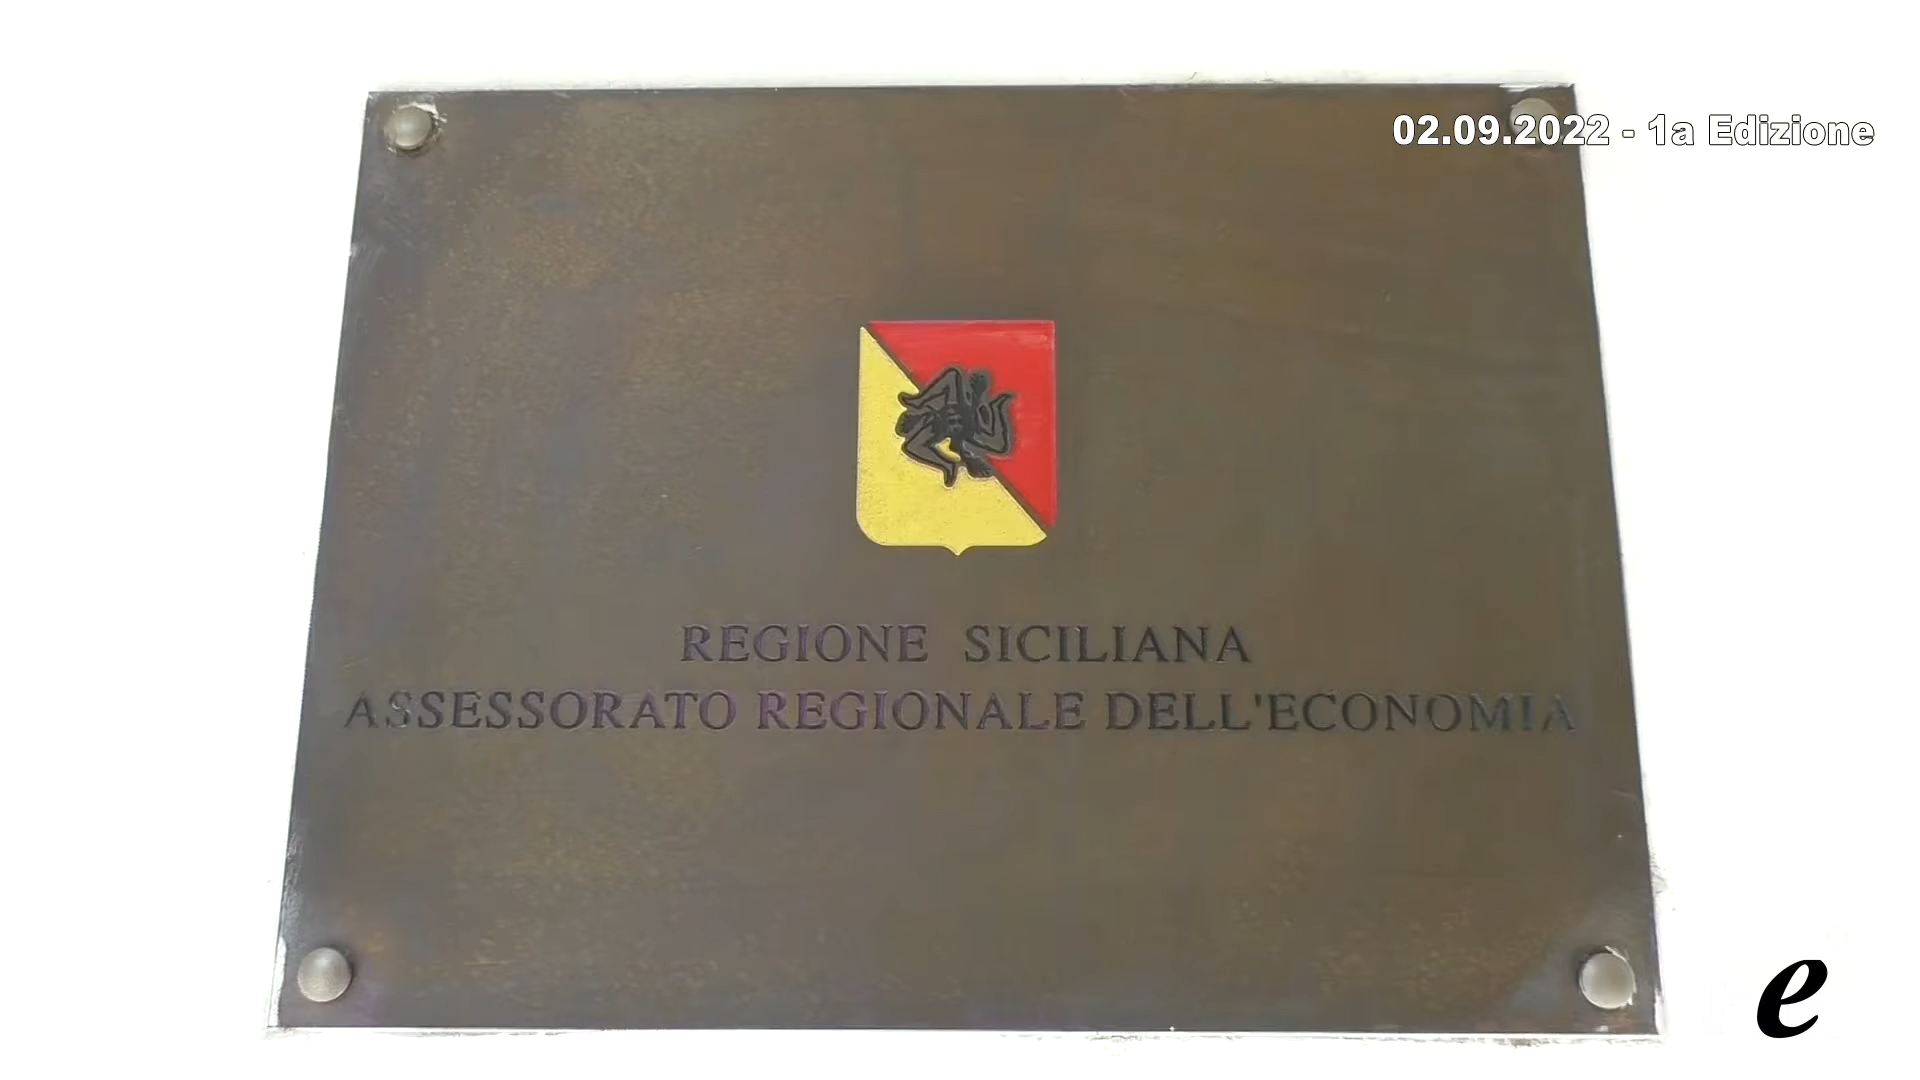 02.09.2022 - 1a Edizione
REGIONE SICILIANA
ASSESSORATO REGIONALE DELL'ECONOMIA
e